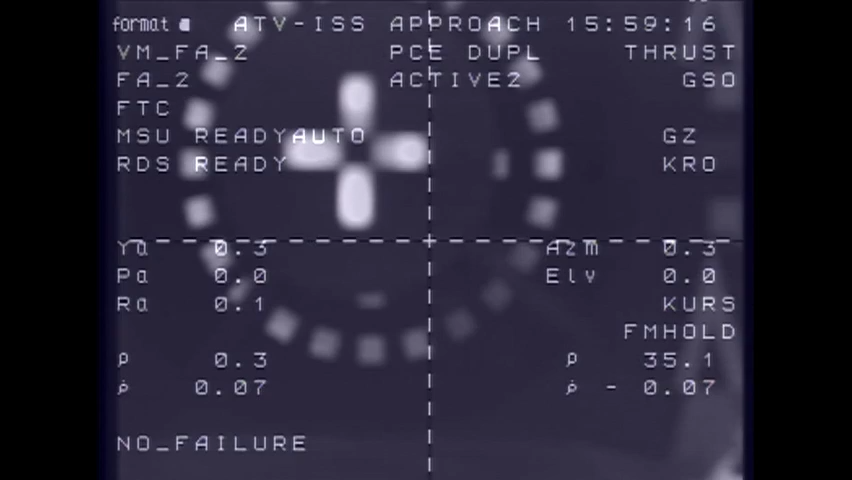 format ■ ATV-ISS APPROACH 15:59:16
VM_FA_2 PCE DUPL THRUST
FA_2 ACTIVE2 GSO
FTC
MSU READY AUTO GZ
RDS READY KRO
Ya 0.3 Azm 0.3
Pa 0.0 Elv 0.0
Ra 0.1 KURS
FMHOLD
ρ 0.3 ρ 35.1
ρ̇ 0.07 ρ̇ - 0.07
NO_FAILURE